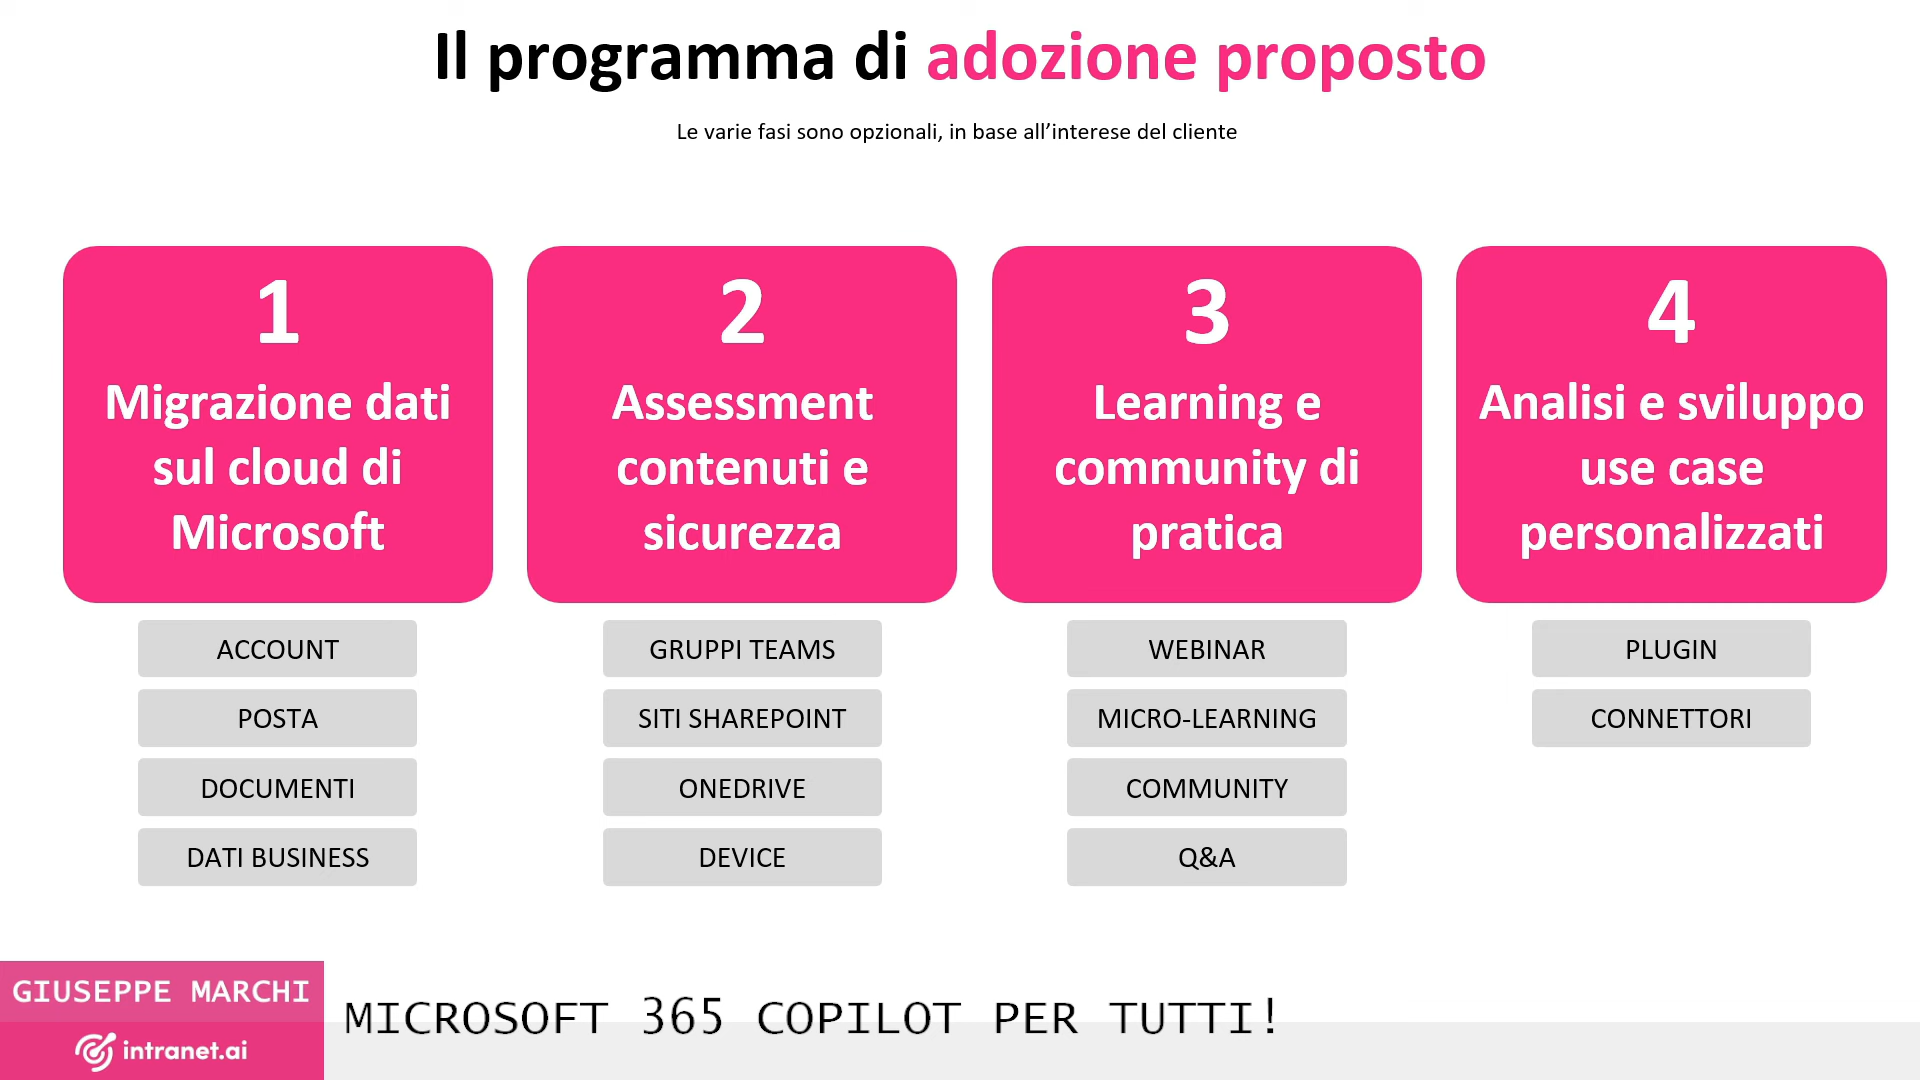 Il programma di adozione proposto
Le varie fasi sono opzionali, in base all’interese del cliente
1
Migrazione dati
sul cloud di
Microsoft
ACCOUNT
POSTA
DOCUMENTI
DATI BUSINESS
2
Assessment
contenuti e
sicurezza
GRUPPI TEAMS
SITI SHAREPOINT
ONEDRIVE
DEVICE
3
Learning e
community di
pratica
WEBINAR
MICRO-LEARNING
COMMUNITY
Q&A
4
Analisi e sviluppo
use case
personalizzati
PLUGIN
CONNETTORI
GIUSEPPE MARCHI
intranet.ai
MICROSOFT 365 COPILOT PER TUTTI!